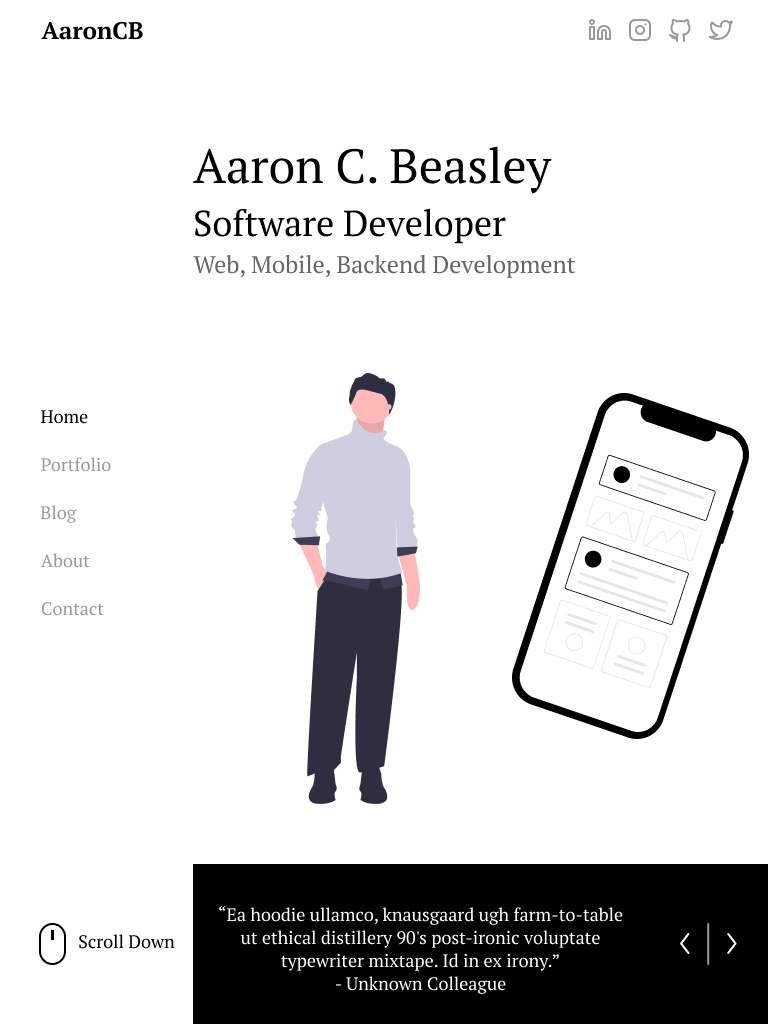 AaronCB
Aaron C. Beasley
Software Developer
Web, Mobile, Backend Development
Home
Portfolio
Blog
About
Contact
Scroll Down
“Ea hoodie ullamco, knausgaard ugh farm-to-table
ut ethical distillery 90's post-ironic voluptate
typewriter mixtape. Id in ex irony.”
- Unknown Colleague